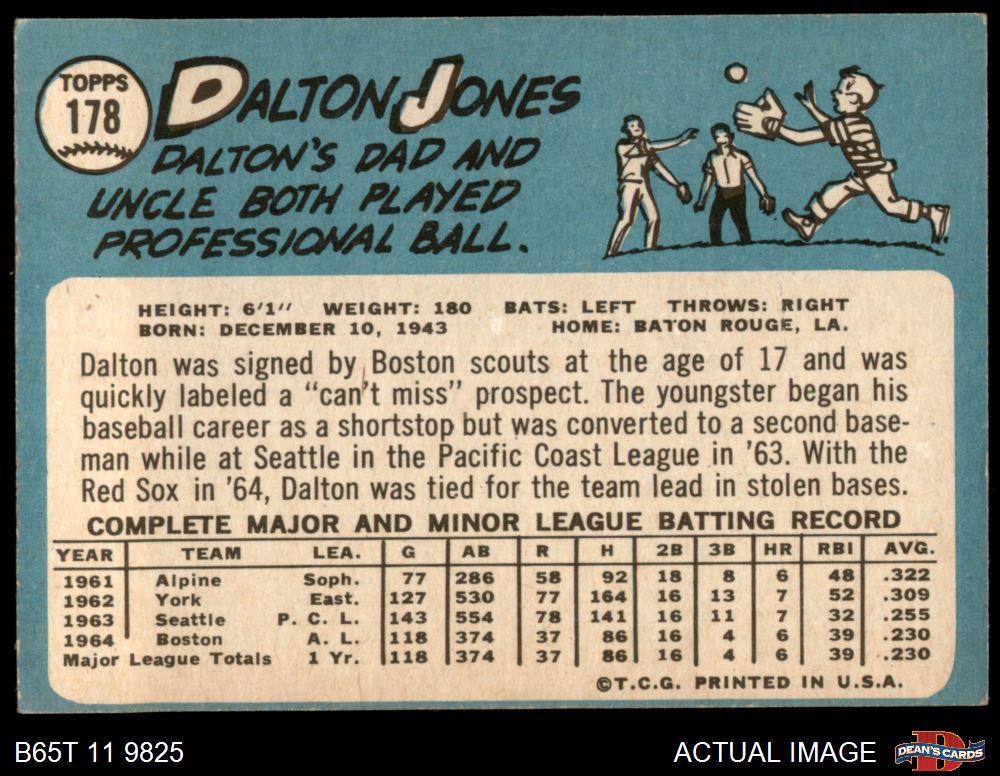 TOPPS
178
DALTON JONES
DALTON'S DAD AND
UNCLE BOTH PLAYED
PROFESSIONAL BALL.
HEIGHT: 6'1" WEIGHT: 180 BATS: LEFT THROWS: RIGHT
BORN: DECEMBER 10, 1943 HOME: BATON ROUGE, LA.
Dalton was signed by Boston scouts at the age of 17 and was
quickly labeled a "can't miss" prospect. The youngster began his
baseball career as a shortstop but was converted to a second base-
man while at Seattle in the Pacific Coast League in '63. With the
Red Sox in '64, Dalton was tied for the team lead in stolen bases.
COMPLETE MAJOR AND MINOR LEAGUE BATTING RECORD
YEAR TEAM LEA. G AB R H 2B 3B HR RBI AVG.
1961 Alpine Soph. 77 286 58 92 18 8 6 48 .322
1962 York East. 127 530 77 164 16 13 7 52 .309
1963 Seattle P. C. L. 143 554 78 141 16 11 7 32 .255
1964 Boston A. L. 118 374 37 86 16 4 6 39 .230
Major League Totals 1 Yr. 118 374 37 86 16 4 6 39 .230
©T.C.G. PRINTED IN U.S.A.
B65T 11 9825
ACTUAL IMAGE
DEAN'S CARDS